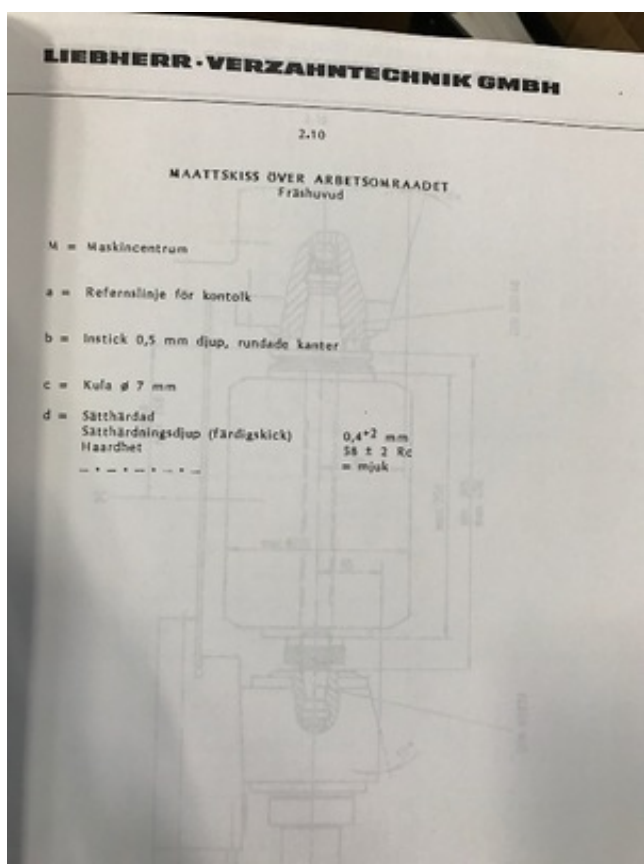 LIEBHERR-VERZAHNTECHNIK GMBH
2.10
MAATTSKISS ÖVER ARBETSOMRAADET
Fräshuvud
M = Maskincentrum
a = Refernslinje för kontolk
b = Instick 0,5 mm djup, rundade kanter
c = Kula ø 7 mm
d = Sätthärdad
Sätthärdningsdjup (färdigskick) 0,4+2 mm
Haardhet 58 ± 2 Rc
_ . _ . _ . _ . _ = mjuk